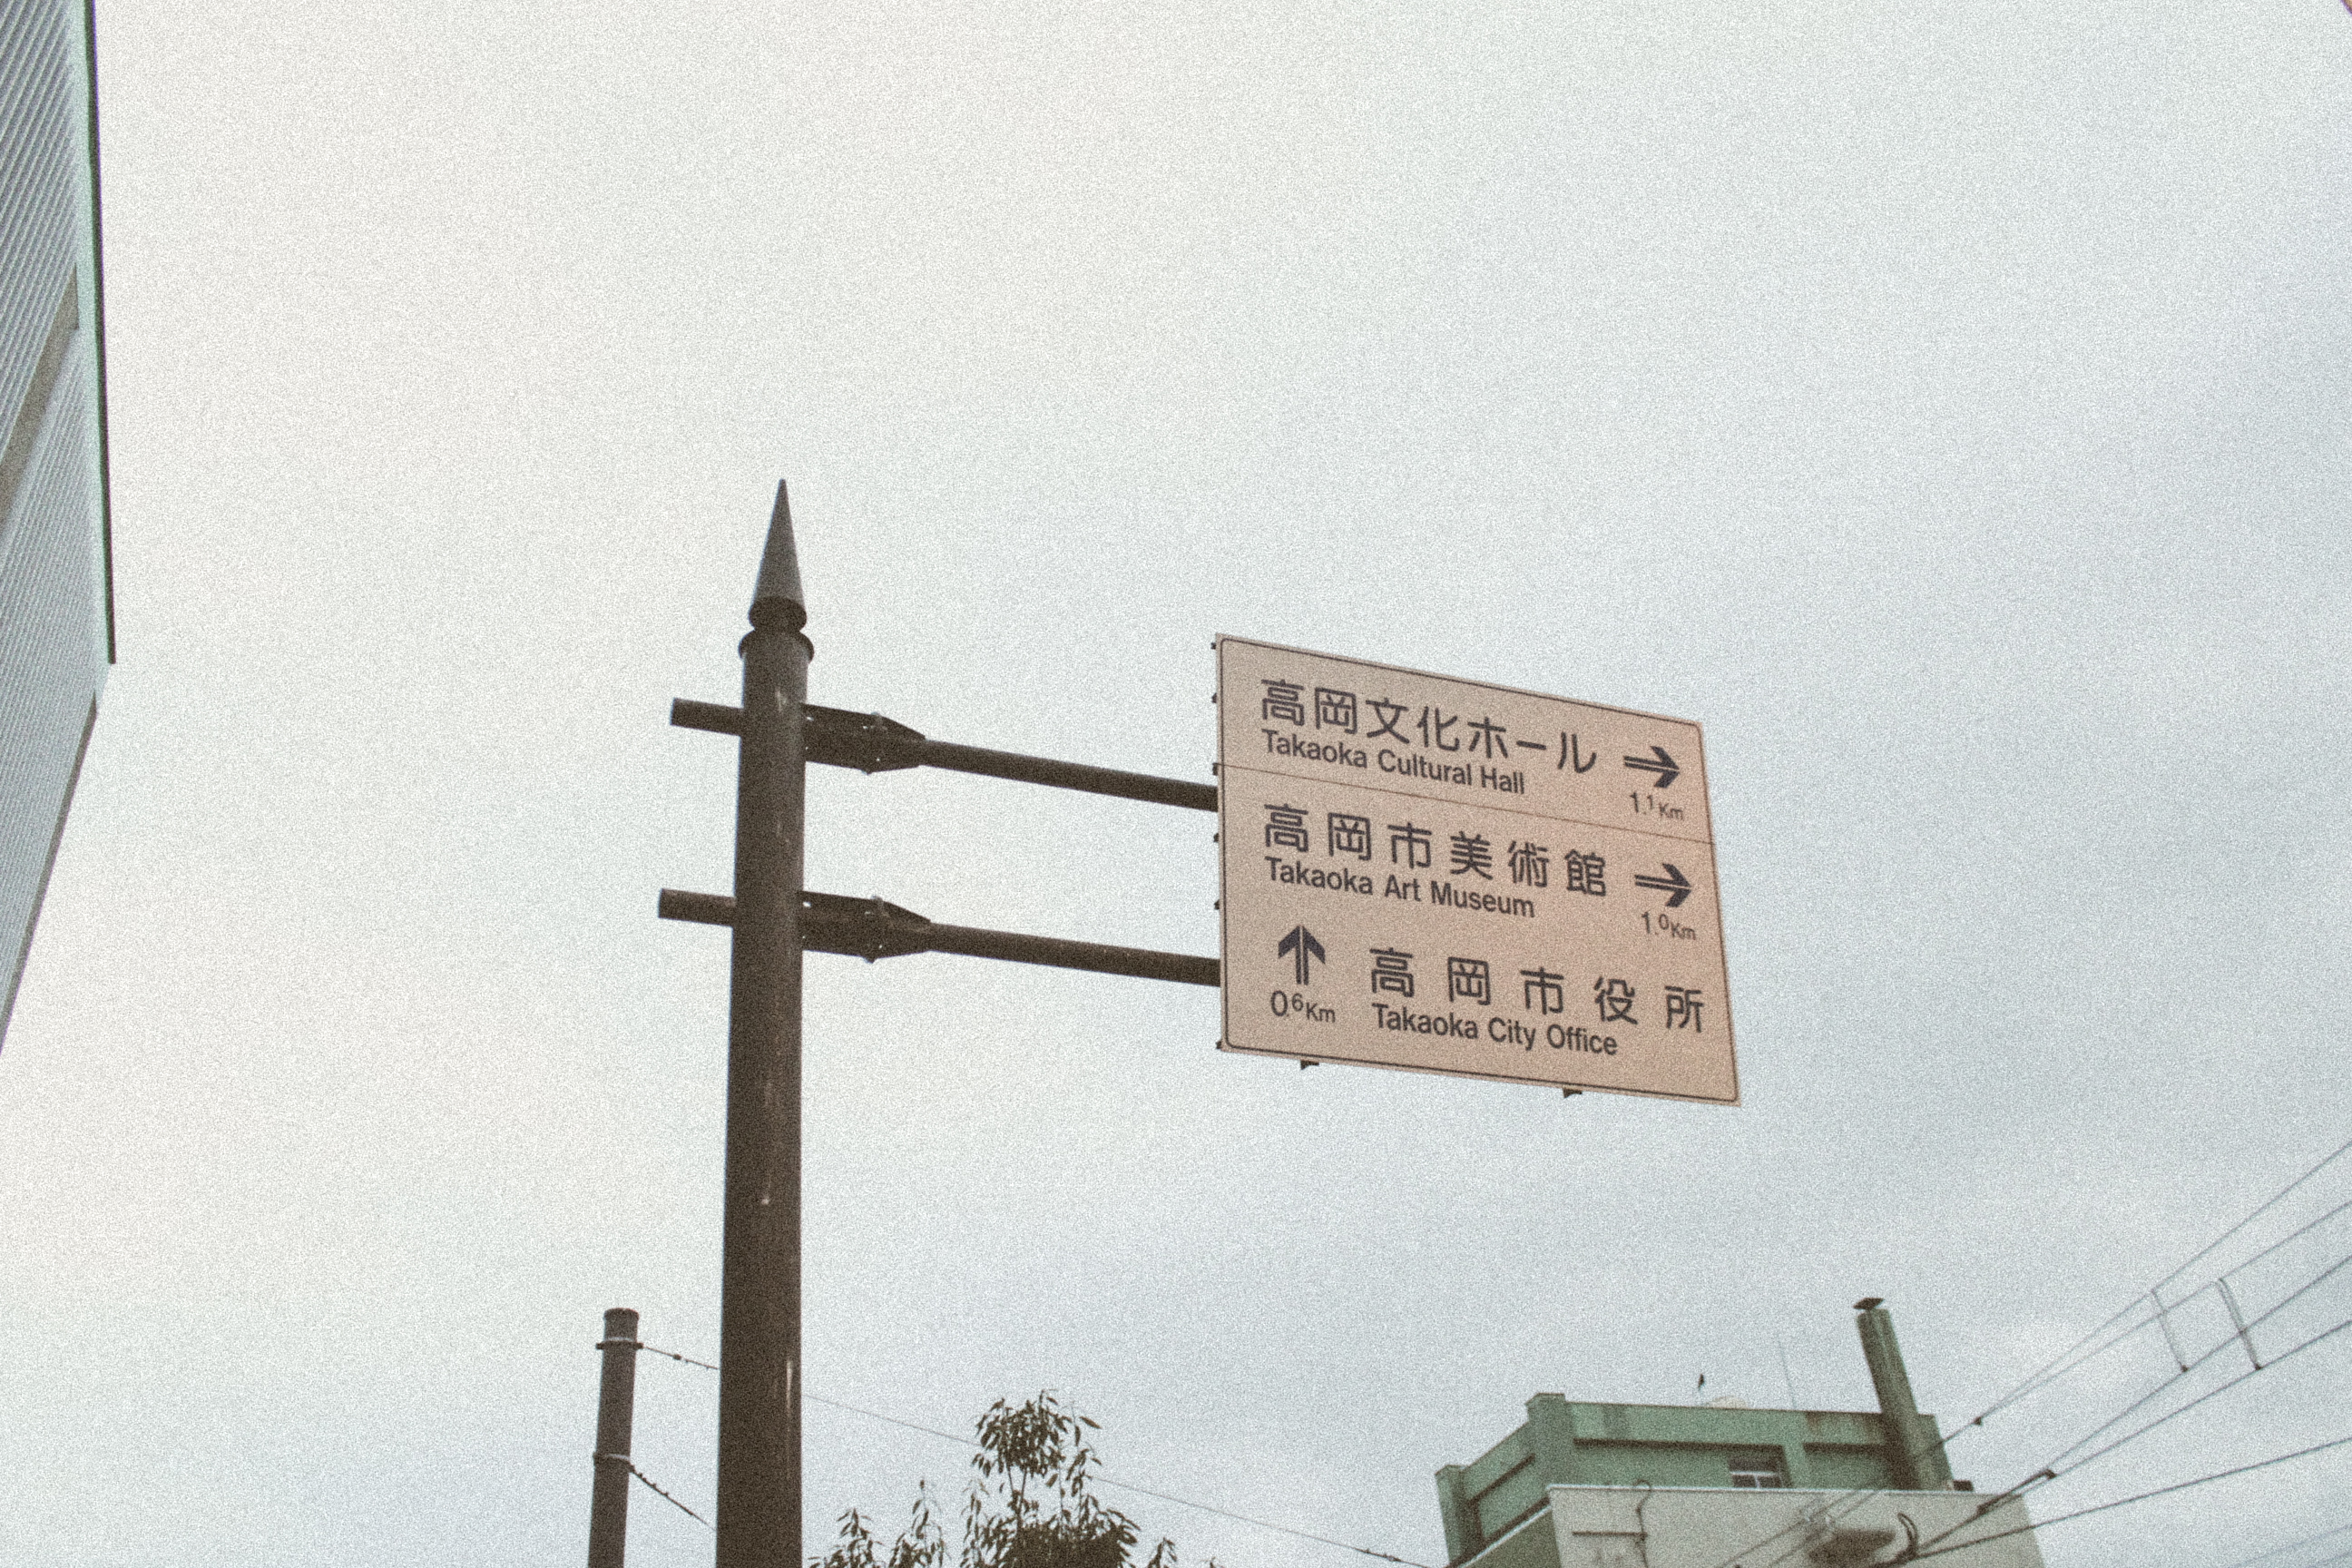 高岡文化ホール →
Takaoka Cultural Hall
1.1Km
高岡市美術館 →
Takaoka Art Museum
1.0Km
↑ 高岡市役所
0.6Km Takaoka City Office